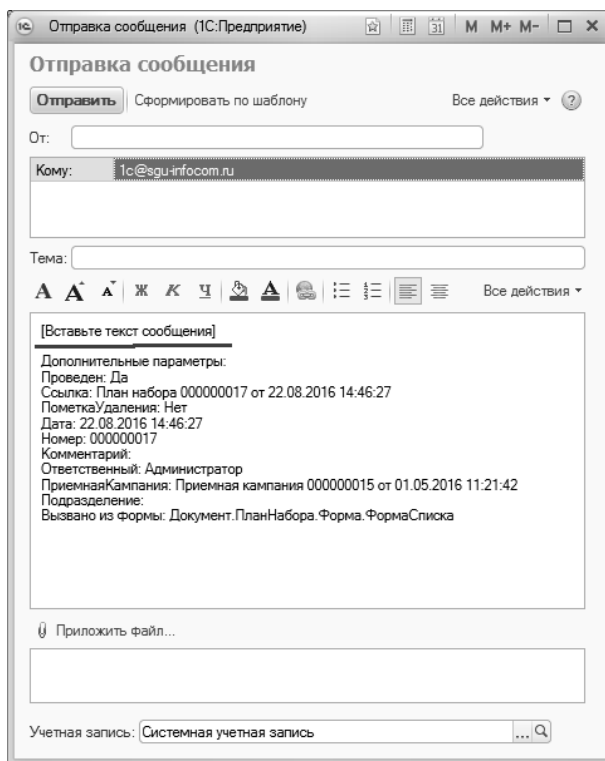 1С Отправка сообщения (1С:Предприятие) 31 M M+ M-
Отправка сообщения
Отправить Сформировать по шаблону Все действия ?
От:
Кому: 1c@sgu-infocom.ru
Тема:
А А А Ж К Ч А Все действия
[Вставьте текст сообщения]
Дополнительные параметры:
Проведен: Да
Ссылка: План набора 000000017 от 22.08.2016 14:46:27
ПометкаУдаления: Нет
Дата: 22.08.2016 14:46:27
Номер: 000000017
Комментарий:
Ответственный: Администратор
ПриемнаяКампания: Приемная кампания 000000015 от 01.05.2016 11:21:42
Подразделение:
Вызвано из формы: Документ.ПланНабора.Форма.ФормаСписка
Приложить файл...
Учетная запись: Системная учетная запись ...